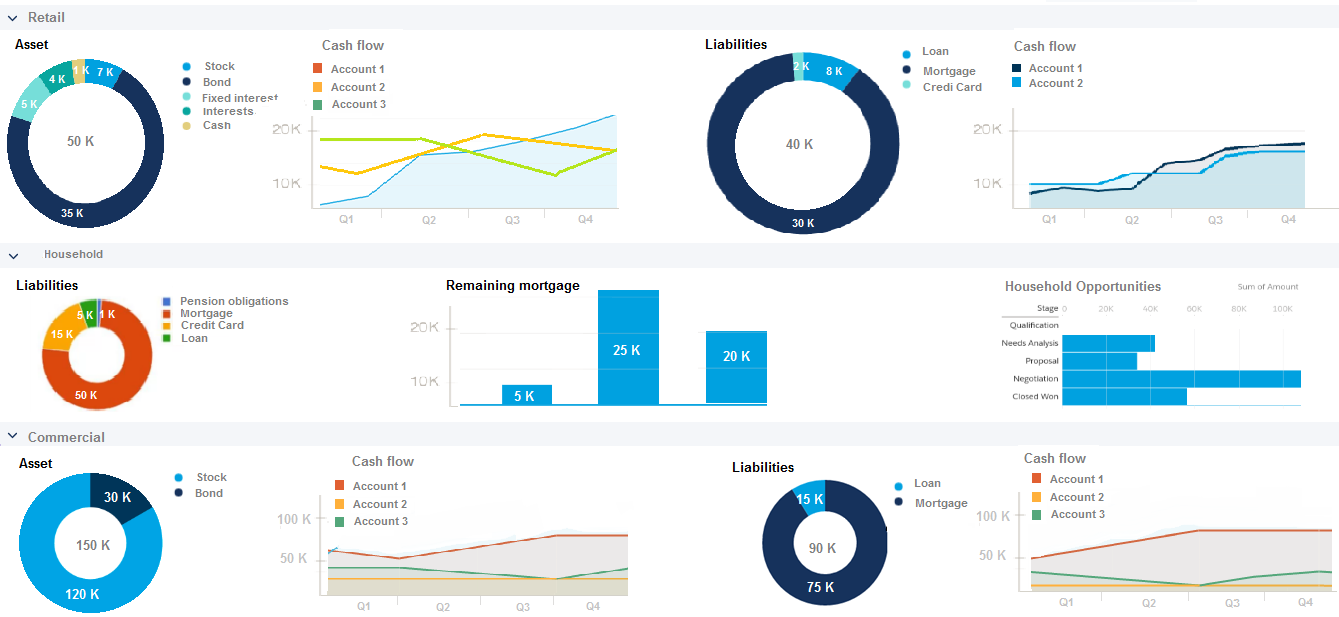 Retail
Asset
1 K
7 K
4 K
5 K
50 K
35 K
Stock
Bond
Fixed interest
Interests
Cash
Cash flow
Account 1
Account 2
Account 3
20K
10K
Q1 Q2 Q3 Q4
Liabilities
2 K
8 K
40 K
30 K
Loan
Mortgage
Credi Card
Cash flow
Account 1
Account 2
20K
10K
Q1 Q2 Q3 Q4
Household
Liabilities
5 K
1 K
15 K
50 K
Pension obligations
Mortgage
Credit Card
Loan
Remaining mortgage
20K
10K
5 K
25 K
20 K
Household Opportunities
Sum of Amount
Stage 0 20K 40K 60K 80K 100K
Qualification
Needs Analysis
Proposal
Negotiation
Closed Won
Commercial
Asset
30 K
150 K
120 K
Stock
Bond
Cash flow
Account 1
Account 2
Account 3
100 K
50 K
Q1 Q2 Q3 Q4
Liabilities
15 K
90 K
75 K
Loan
Mortgage
Cash flow
Account 1
Account 2
Account 3
100 K
50 K
Q1 Q2 Q3 Q4